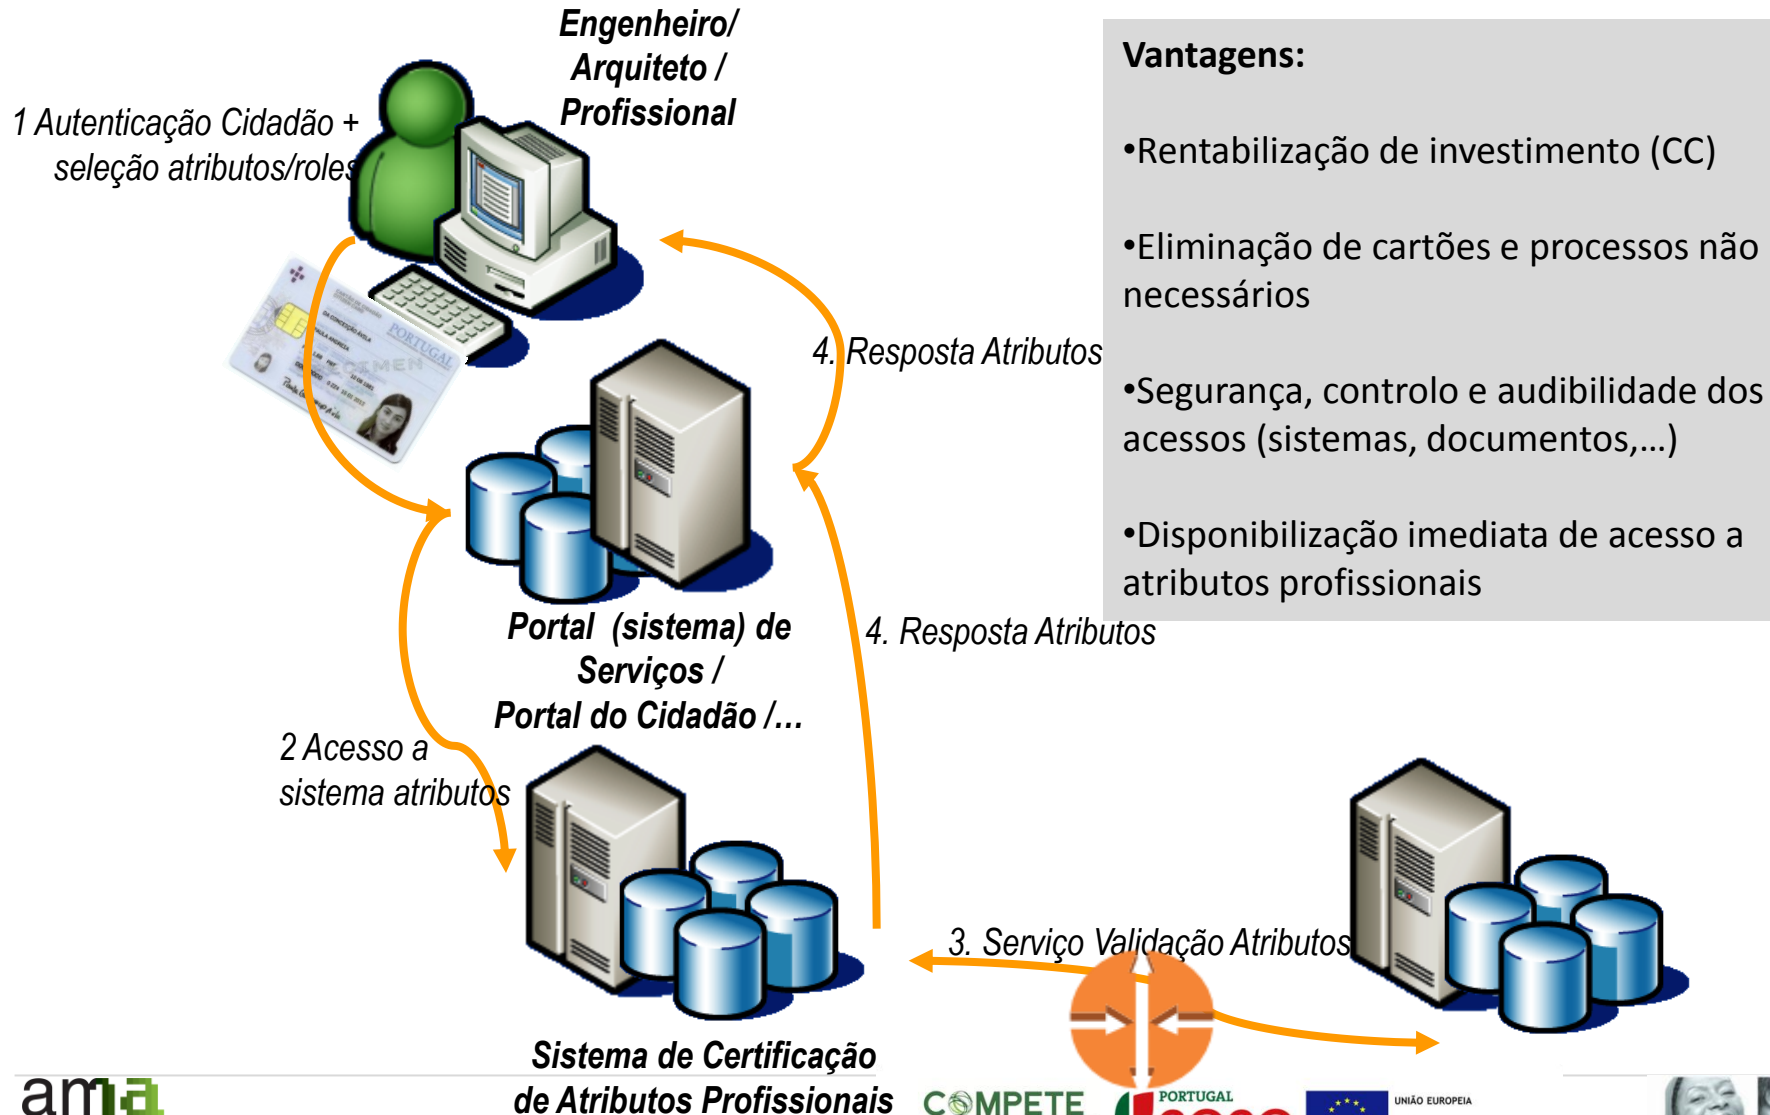 Engenheiro/
Arquiteto /
Profissional
1 Autenticação Cidadão +
seleção atributos/roles
Vantagens:
•Rentabilização de investimento (CC)
•Eliminação de cartões e processos não
necessários
•Segurança, controlo e audibilidade dos
acessos (sistemas, documentos,…)
•Disponibilização imediata de acesso a
atributos profissionais
PORTUGAL
4. Resposta Atributos
Portal (sistema) de
Serviços /
Portal do Cidadão /…
4. Resposta Atributos
2 Acesso a
sistema atributos
3. Serviço Validação Atributos
Sistema de Certificação
de Atributos Profissionais
ama
COMPETE
PORTUGAL
2020
UNIÃO EUROPEIA